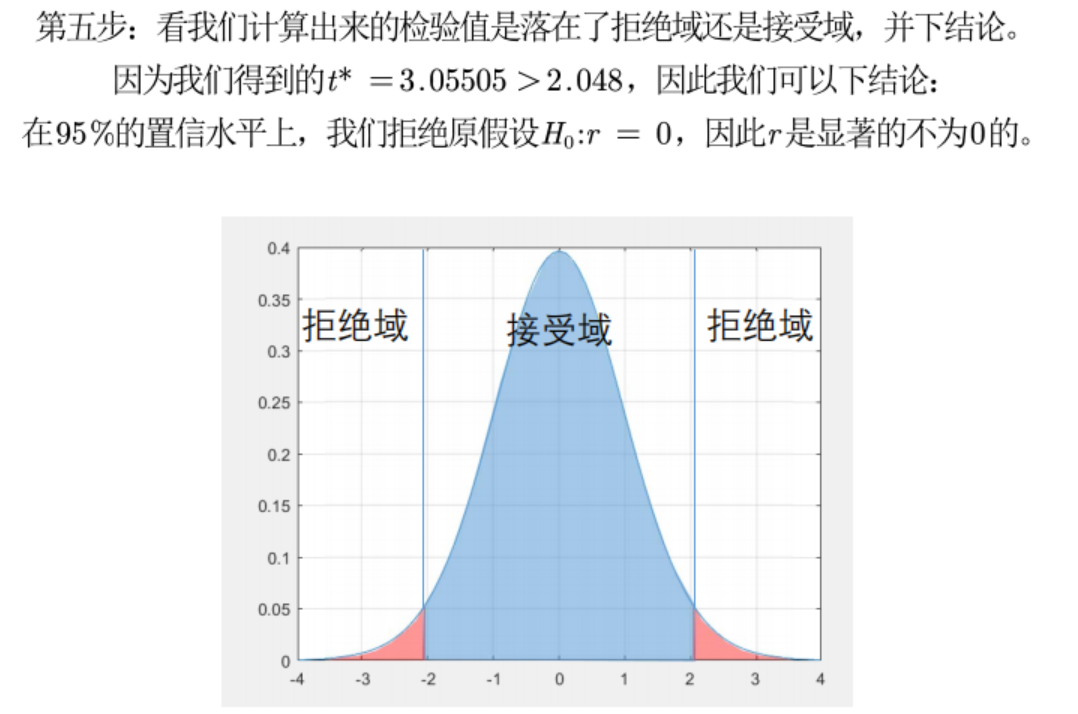 第五步：看我们计算出来的检验值是落在了拒绝域还是接受域，并下结论。
因为我们得到的t* =3.05505 >2.048，因此我们可以下结论：
在95%的置信水平上，我们拒绝原假设H₀:r = 0，因此r是显著的不为0的。
0.4
0.35
拒绝域 接受域 拒绝域
0.3
0.25
0.2
0.15
0.1
0.05
0
-4 -3 -2 -1 0 1 2 3 4